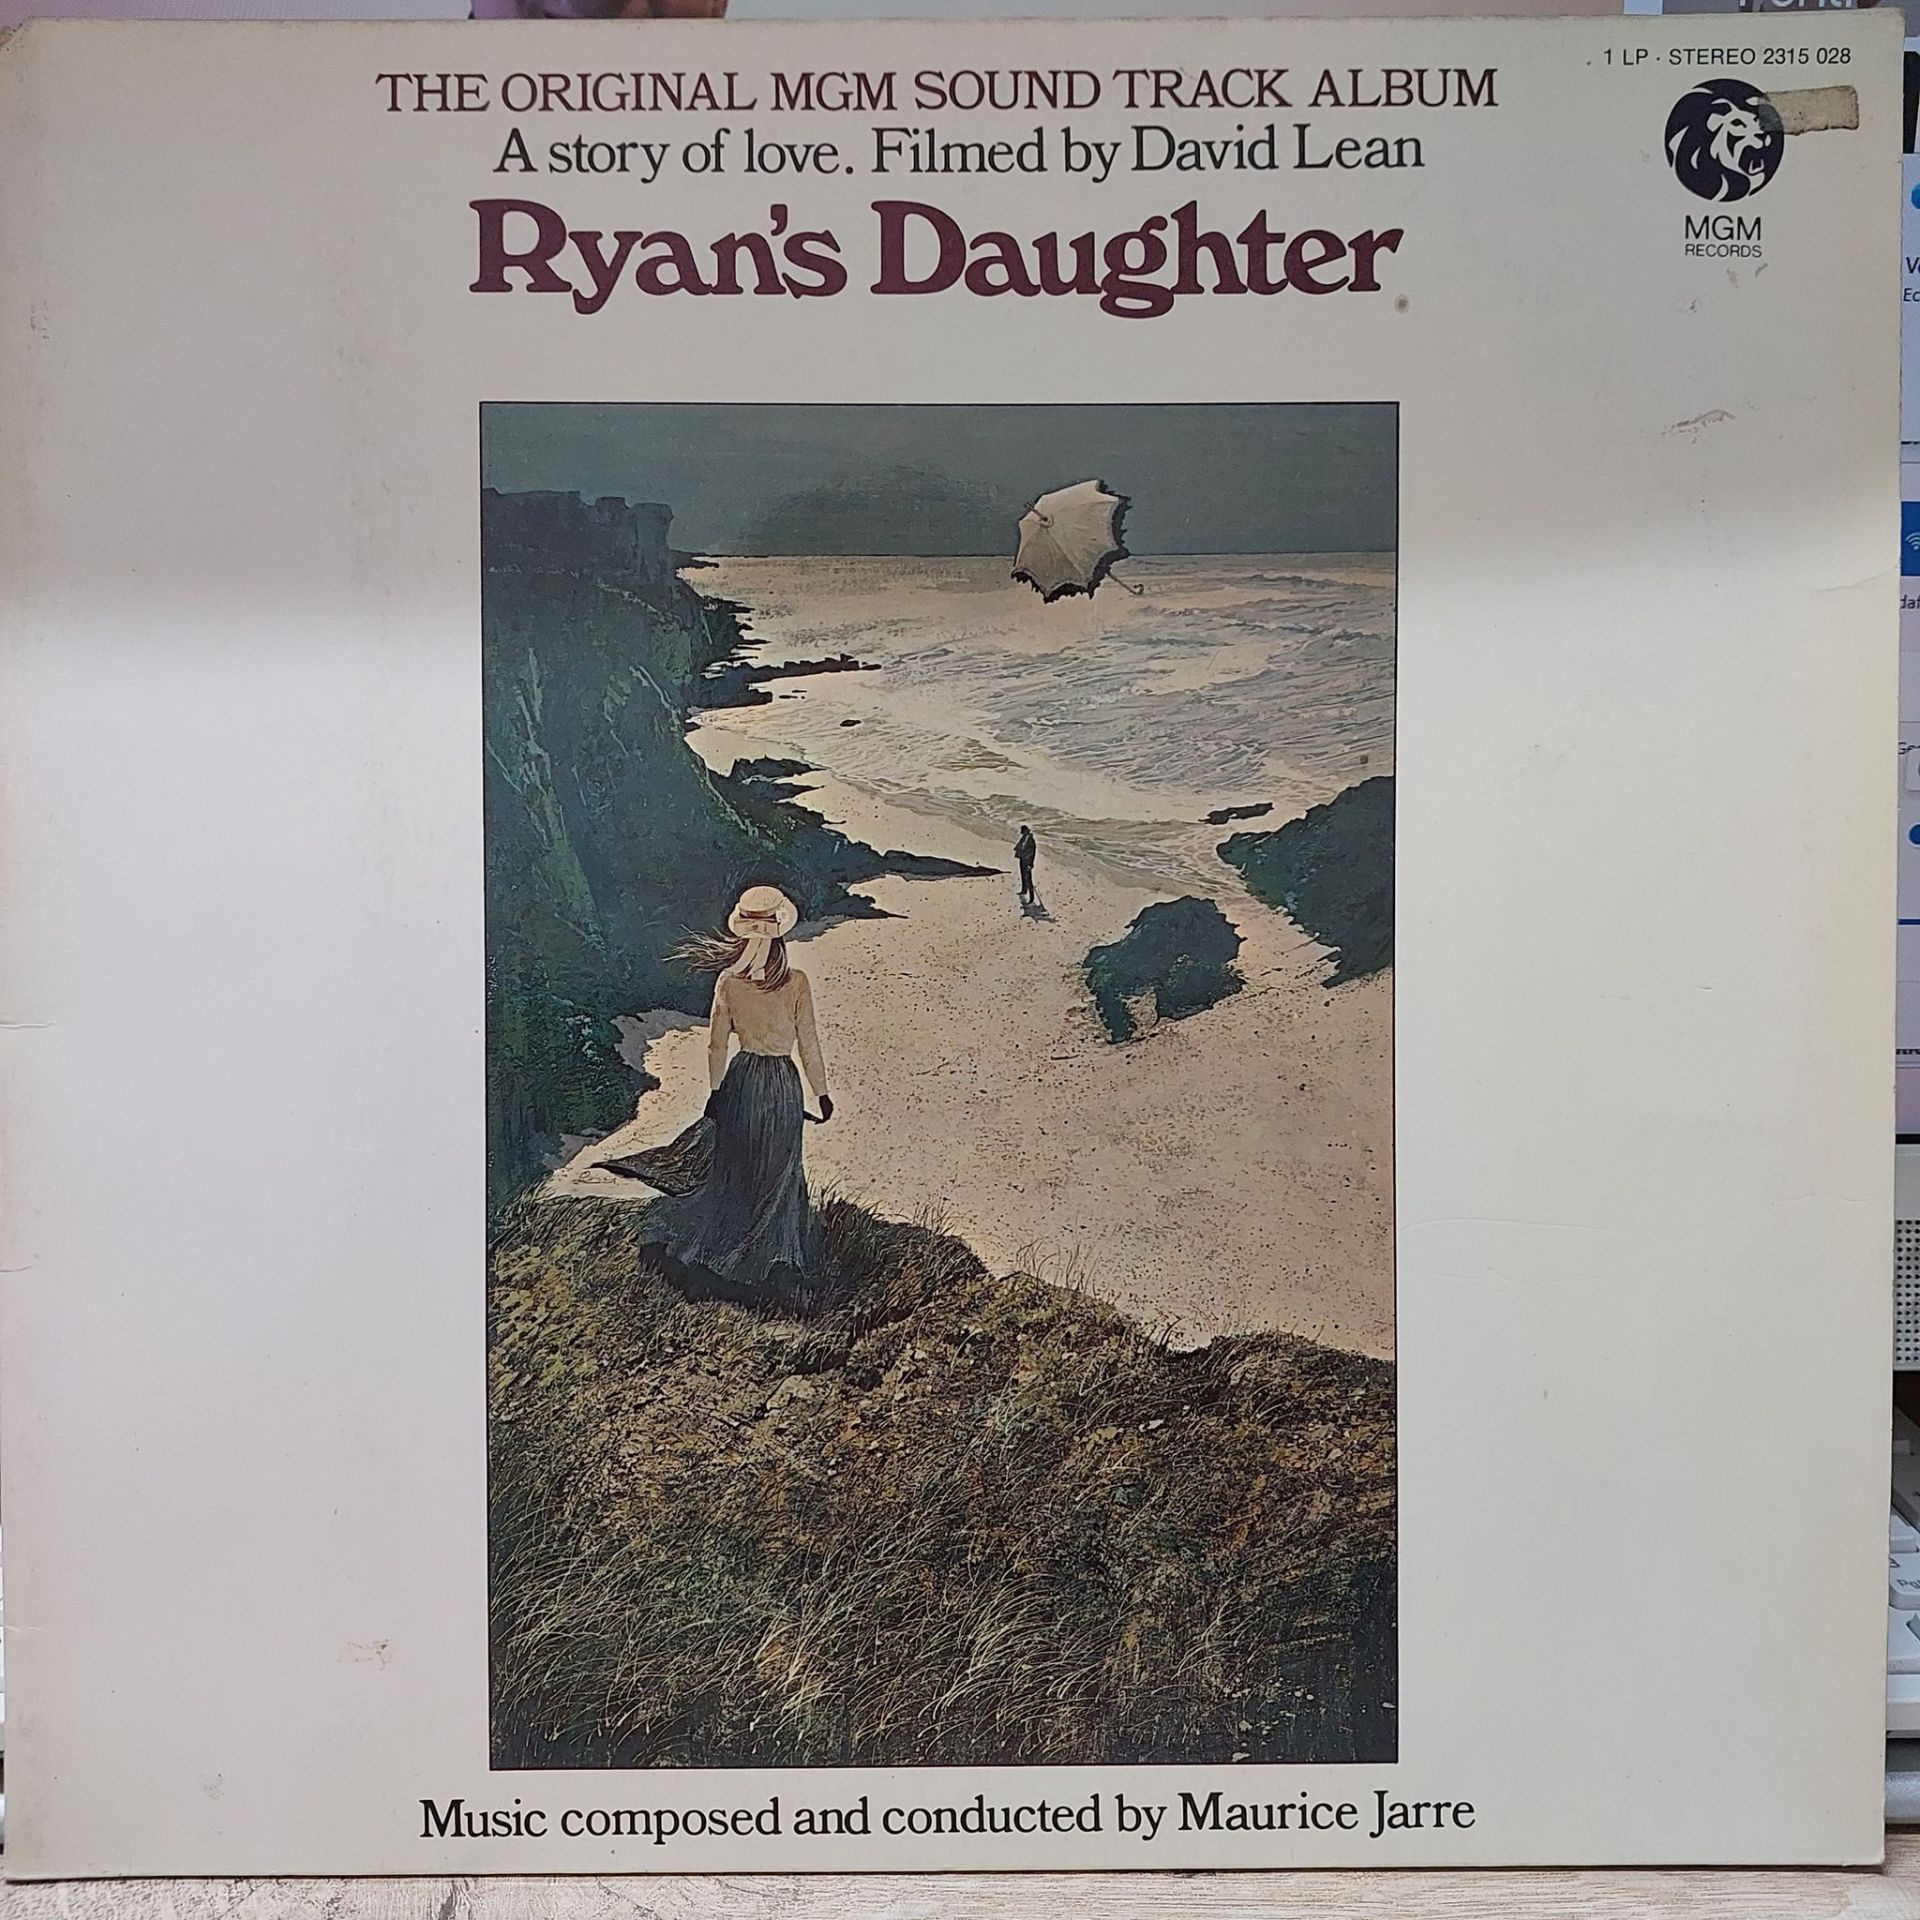 1 LP · STEREO 2315 028
THE ORIGINAL MGM SOUND TRACK ALBUM
A story of love. Filmed by David Lean
Ryan's Daughter
MGM
RECORDS
Music composed and conducted by Maurice Jarre